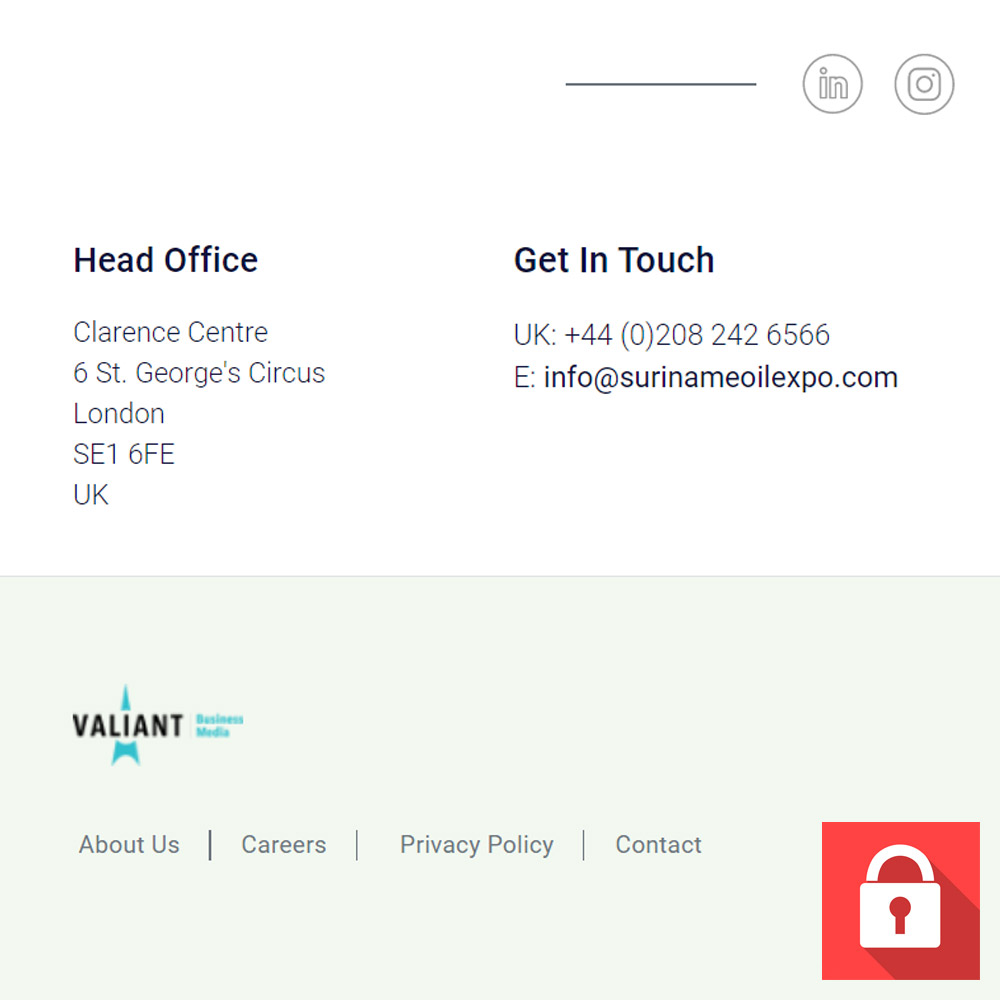 in
Head Office
Clarence Centre
6 St. George's Circus
London
SE1 6FE
UK
Get In Touch
UK: +44 (0)208 242 6566
E: info@surinameoilexpo.com
VALIANT Business
Media
About Us | Careers | Privacy Policy | Contact